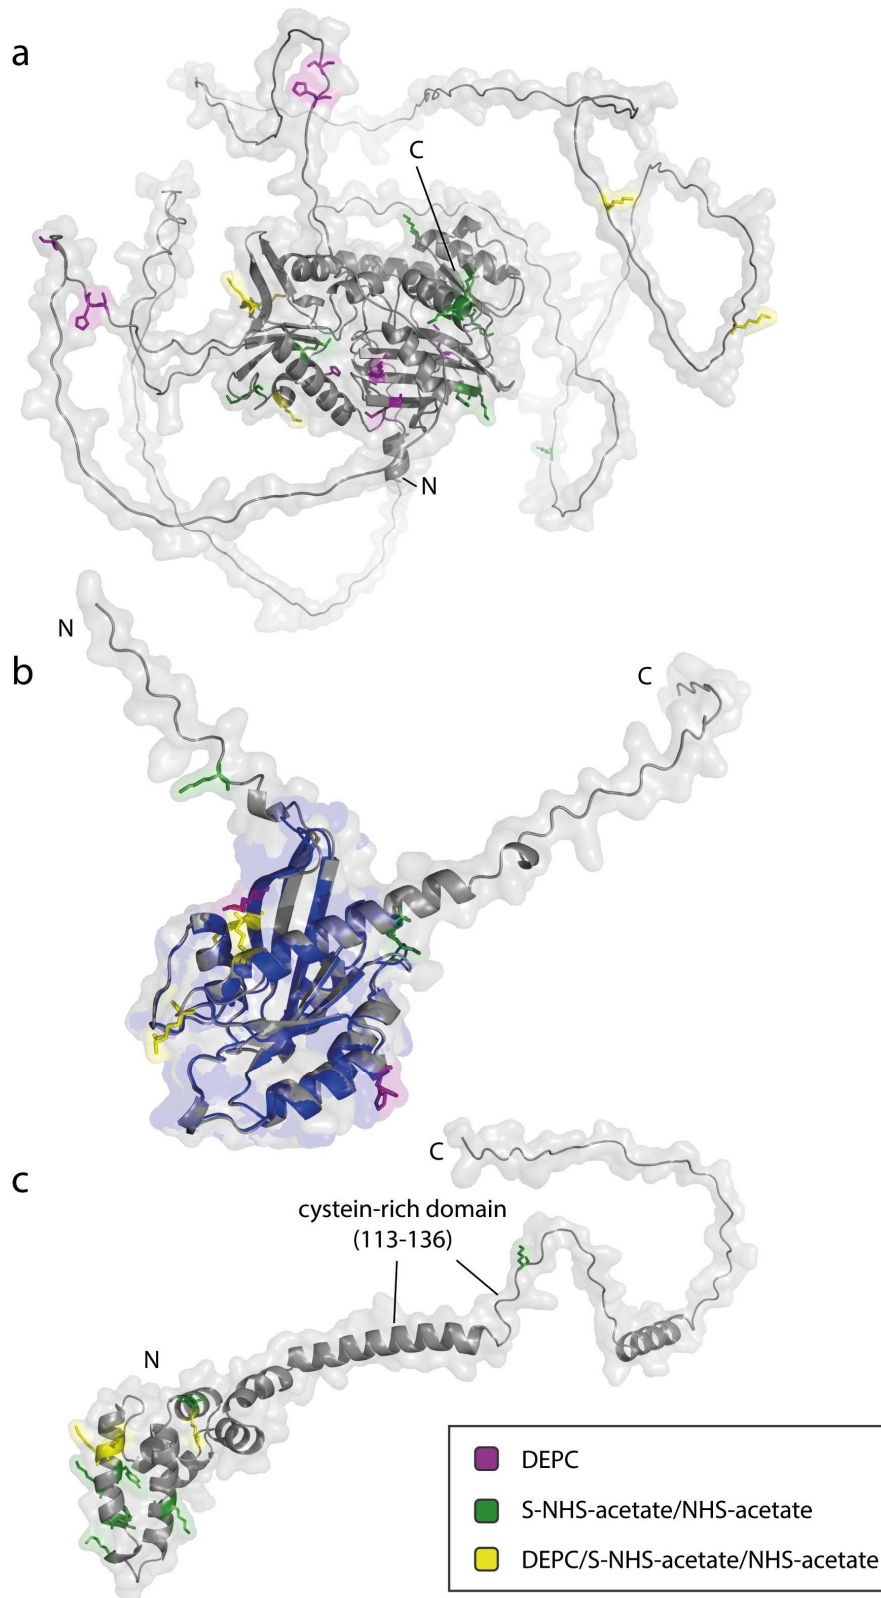 a
C
N
N
b
C
C
c
cystein-rich domain
(113-136)
N
DEPC
S-NHS-acetate/NHS-acetate
DEPC/S-NHS-acetate/NHS-acetate